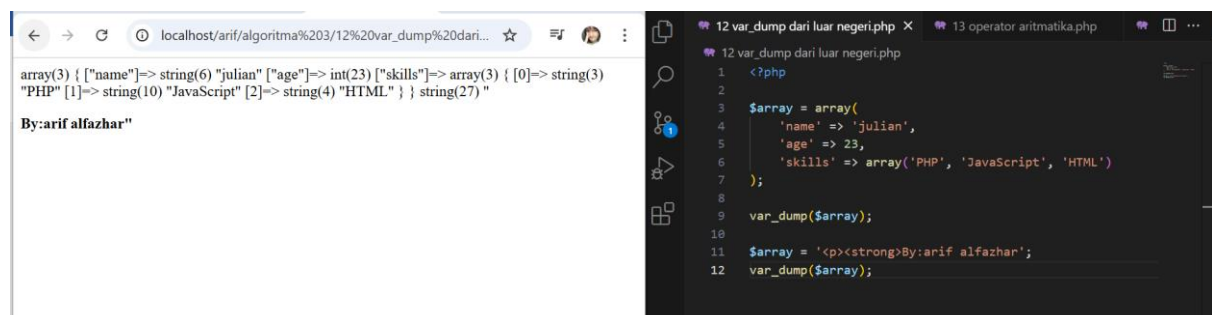 localhost/arif/algoritma%203/12%20var_dump%20dari...
array(3) { ["name"]=> string(6) "julian" ["age"]=> int(23) ["skills"]=> array(3) { [0]=> string(3)
"PHP" [1]=> string(10) "JavaScript" [2]=> string(4) "HTML" } } string(27) "
By:arif alfazhar"
1
12 var_dump dari luar negeri.php
13 operator aritmatika.php
12 var_dump dari luar negeri.php
1 <?php
2
3 $array = array(
4 'name' => 'julian',
5 'age' => 23,
6 'skills' => array('PHP', 'JavaScript', 'HTML')
7 );
8
9 var_dump($array);
10
11 $array = '<p><strong>By:arif alfazhar';
12 var_dump($array);